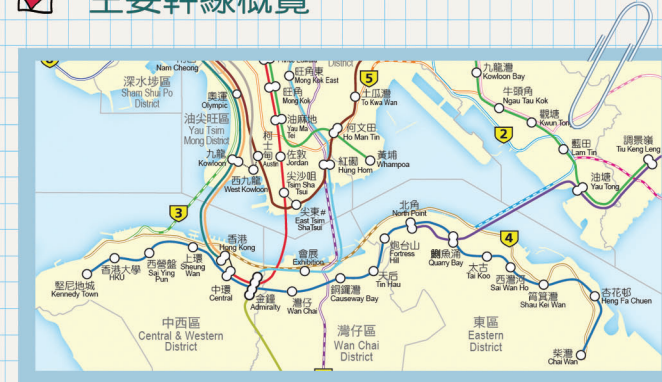 主要幹線概覽
Nam Cheong
深水埗區
Sham Shui Po
District
奧運
Olympic
油尖旺區
Yau Tsim
Mong District
九龍
Kowloon
西九龍
West Kowloon
柯士甸
Austin
旺角東
Mong Kok East
旺角
Mong Kok
油麻地
Yau Ma
Tei
佐敦
Jordan
尖沙咀
Tsim Sha
Tsui
尖東#
East Tsim
Sha Tsui
District
5
土瓜灣
To Kwa Wan
何文田
Ho Man Tin
紅磡
Hung Hom
黃埔
Whampoa
九龍灣
Kowloon Bay
牛頭角
Ngau Tau Kok
觀塘
Kwun Tong
2
藍田
Lam Tin
油塘
Yau Tong
調景嶺
Tiu Keng Leng
3
堅尼地城
Kennedy Town
香港大學
HKU
西營盤
Sai Ying
Pun
上環
Sheung
Wan
香港
Hong Kong
中環
Central
金鐘
Admiralty
會展
Exhibition
灣仔
Wan Chai
銅鑼灣
Causeway Bay
天后
Tin Hau
炮台山
Fortress
Hill
北角
North Point
鰂魚涌
Quarry Bay
4
太古
Tai Koo
西灣河
Sai Wan Ho
筲箕灣
Shau Kei Wan
杏花邨
Heng Fa Chuen
柴灣
Chai Wan
中西區
Central & Western
District
灣仔區
Wan Chai
District
東區
Eastern
District